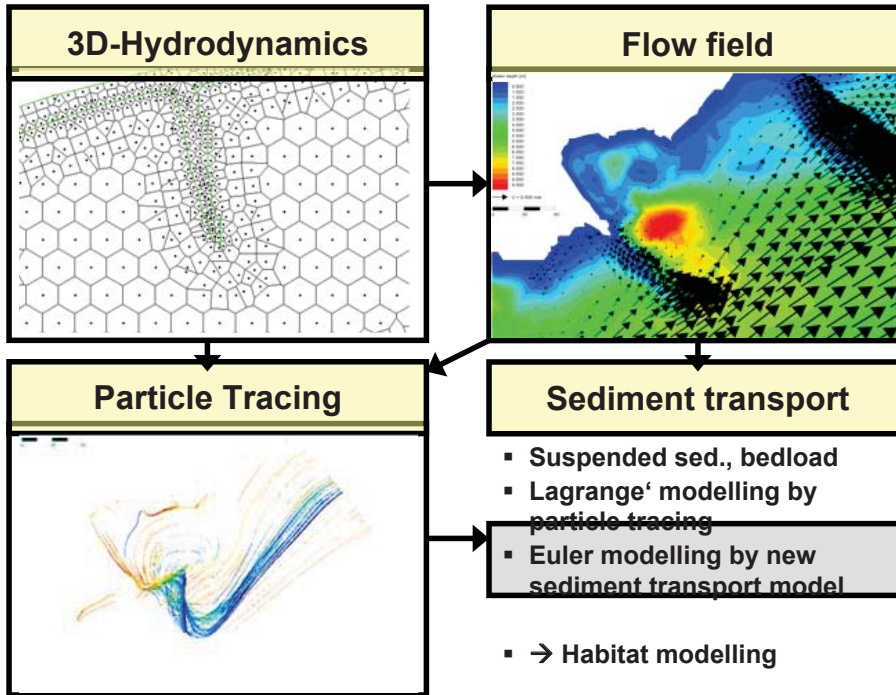 3D-Hydrodynamics
Flow field
Particle Tracing
Sediment transport
▪ Suspended sed., bedload
▪ Lagrange‘ modelling by
particle tracing
▪ Euler modelling by new
sediment transport model
▪ → Habitat modelling